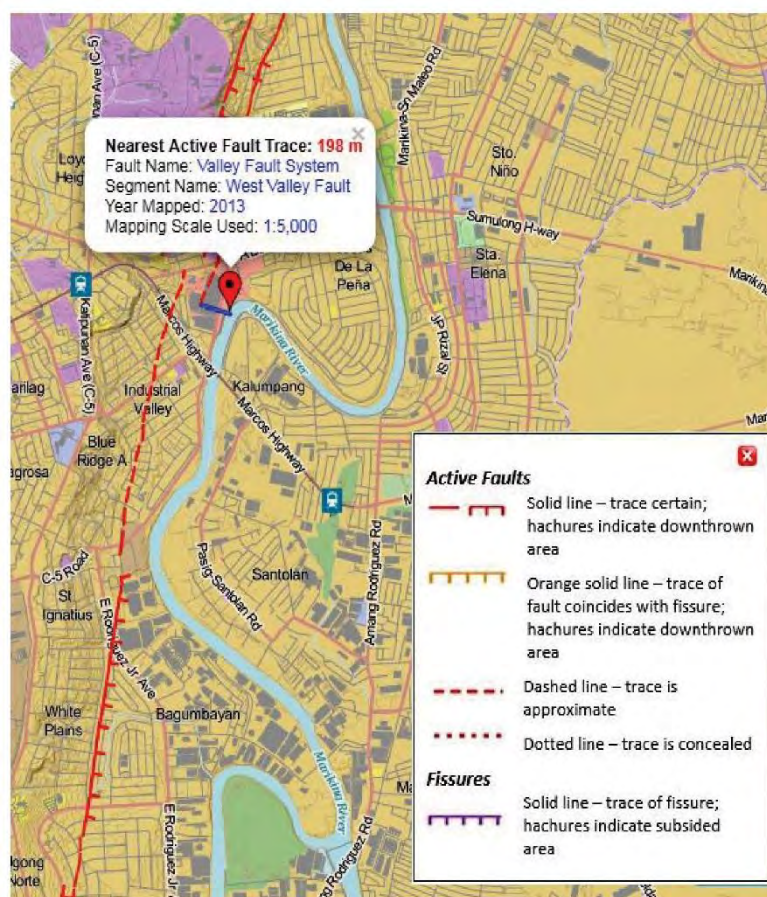 Katipunan Ave (C-5)
Marikina-Sn Mateo Rd
×
Nearest Active Fault Trace: 198 m
Fault Name: Valley Fault System
Segment Name: West Valley Fault
Year Mapped: 2013
Mapping Scale Used: 1:5,000
Sto.
Niño
Sumulong H-way
Sta.
Elena
De La
Peña
Katipunan Ave (C-5)
Marcos Highway
Marikina River
JP Rizal St
Industrial
Valley
Kalumpang
Marcos Highway
Blue
Ridge A
C-5 Road
St
Ignatius
E Rodriguez Jr Ave
Pasig-Santolan Rd
Santolan
Amang Rodriguez Rd
White
Plains
Bagumbayan
Marikina River
E Rodriguez Jr
Active Faults
Solid line – trace certain;
hachures indicate downthrown
area
Orange solid line – trace of
fault coincides with fissure;
hachures indicate downthrown
area
Dashed line – trace is
approximate
Dotted line – trace is concealed
Fissures
Solid line – trace of fissure;
hachures indicate subsided
area